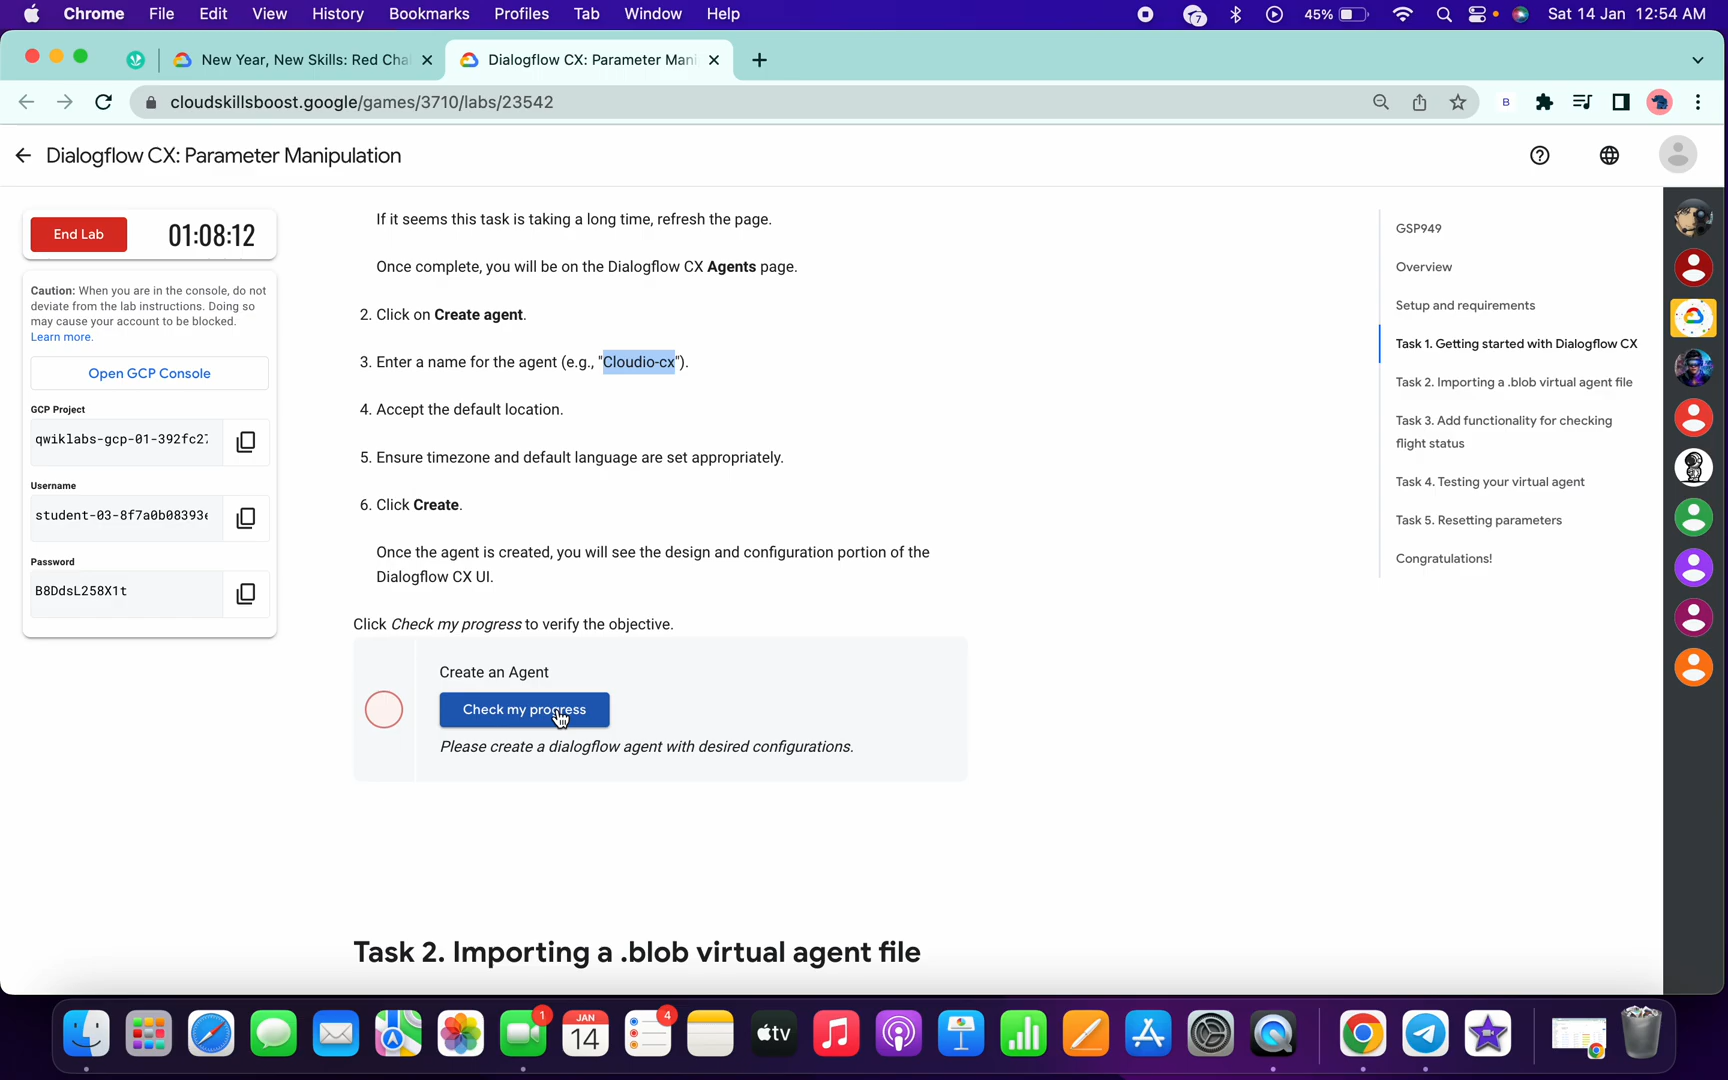 Chrome File Edit View History Bookmarks Profiles Tab Window Help 7 45% Sat 14 Jan 12:54 AM
New Year, New Skills: Red Cha Dialogflow CX: Parameter Mani
cloudskillsboost.google/games/3710/labs/23542 B
Dialogflow CX: Parameter Manipulation
End Lab 01:08:12
Caution: When you are in the console, do not
deviate from the lab instructions. Doing so
may cause your account to be blocked.
Learn more.
Open GCP Console
GCP Project
qwiklabs-gcp-01-392fc27
Username
student-03-8f7a0b08393e
Password
B8DdsL258X1t
If it seems this task is taking a long time, refresh the page.
Once complete, you will be on the Dialogflow CX Agents page.
2. Click on Create agent.
3. Enter a name for the agent (e.g., "Cloudio-cx").
4. Accept the default location.
5. Ensure timezone and default language are set appropriately.
6. Click Create.
Once the agent is created, you will see the design and configuration portion of the
Dialogflow CX UI.
Click Check my progress to verify the objective.
Create an Agent
Check my progress
Please create a dialogflow agent with desired configurations.
Task 2. Importing a .blob virtual agent file
GSP949
Overview
Setup and requirements
Task 1. Getting started with Dialogflow CX
Task 2. Importing a .blob virtual agent file
Task 3. Add functionality for checking
flight status
Task 4. Testing your virtual agent
Task 5. Resetting parameters
Congratulations!
1 JAN 14 4 tv